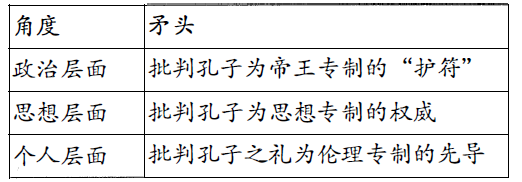 角度 矛头
政治层面 批判孔子为帝王专制的“护符”
思想层面 批判孔子为思想专制的权威
个人层面 批判孔子之礼为伦理专制的先导